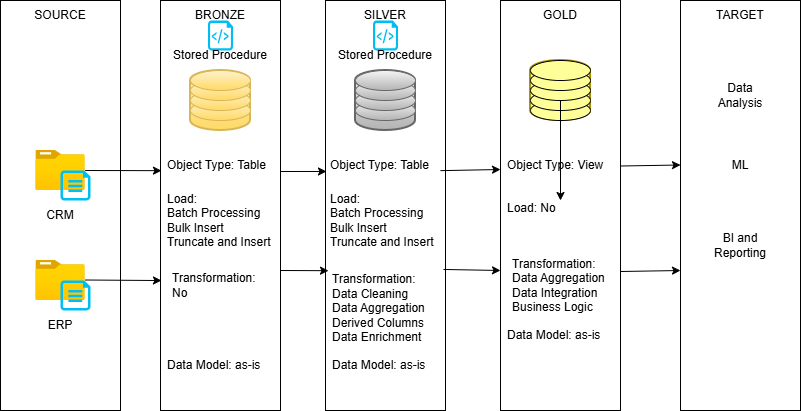 SOURCE
CRM
ERP
BRONZE
Stored Procedure
Object Type: Table
Load:
Batch Processing
Bulk Insert
Truncate and Insert
Transformation:
No
Data Model: as-is
SILVER
Stored Procedure
Object Type: Table
Load:
Batch Processing
Bulk Insert
Truncate and Insert
Transformation:
Data Cleaning
Data Aggregation
Derived Columns
Data Enrichment
Data Model: as-is
GOLD
Object Type: View
Load: No
Transformation:
Data Aggregation
Data Integration
Business Logic
Data Model: as-is
TARGET
Data
Analysis
ML
BI and
Reporting